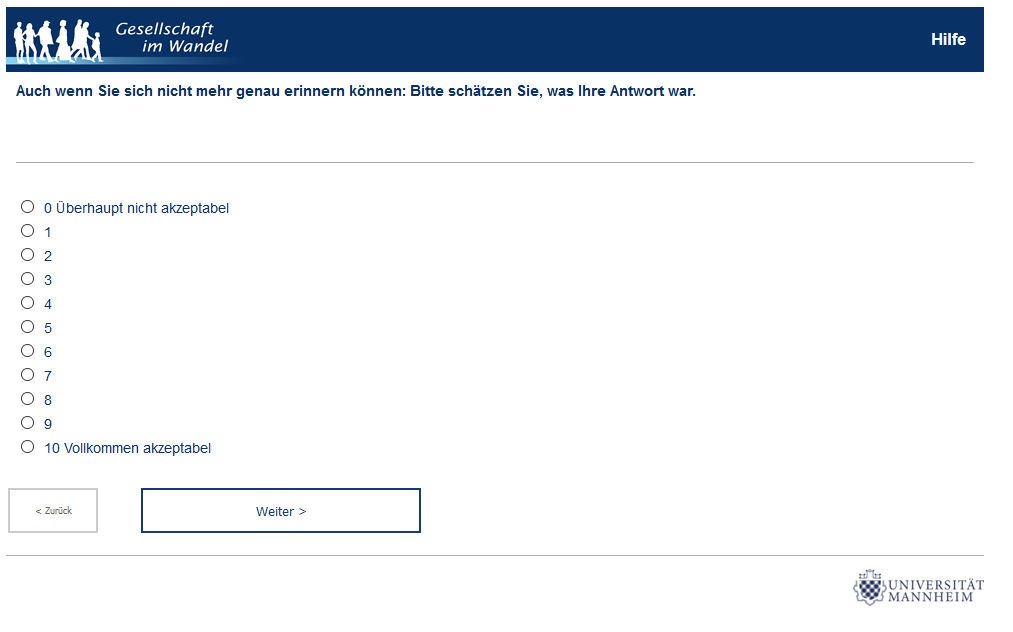 Gesellschaft
im Wandel
Hilfe
Auch wenn Sie sich nicht mehr genau erinnern können: Bitte schätzen Sie, was Ihre Antwort war.
0 Überhaupt nicht akzeptabel
1
2
3
4
5
6
7
8
9
10 Vollkommen akzeptabel
< Zurück
Weiter >
UNIVERSITÄT
MANNHEIM